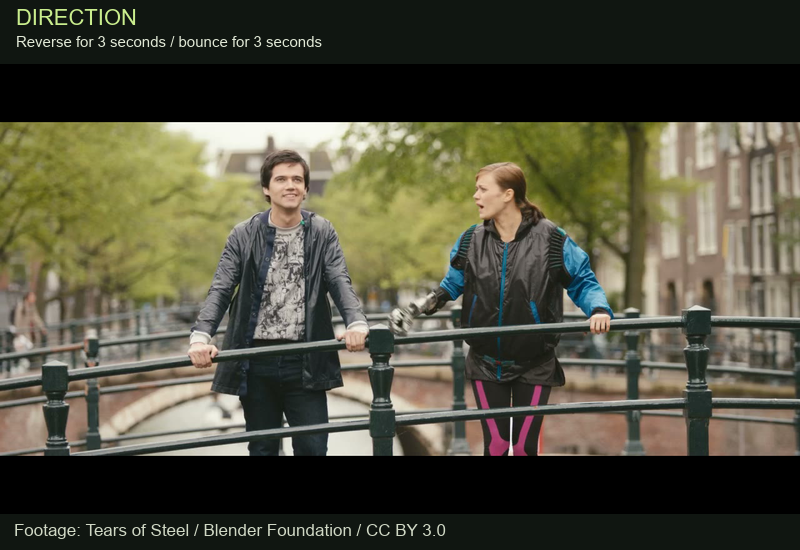 DIRECTION
Reverse for 3 seconds / bounce for 3 seconds
Footage: Tears of Steel / Blender Foundation / CC BY 3.0